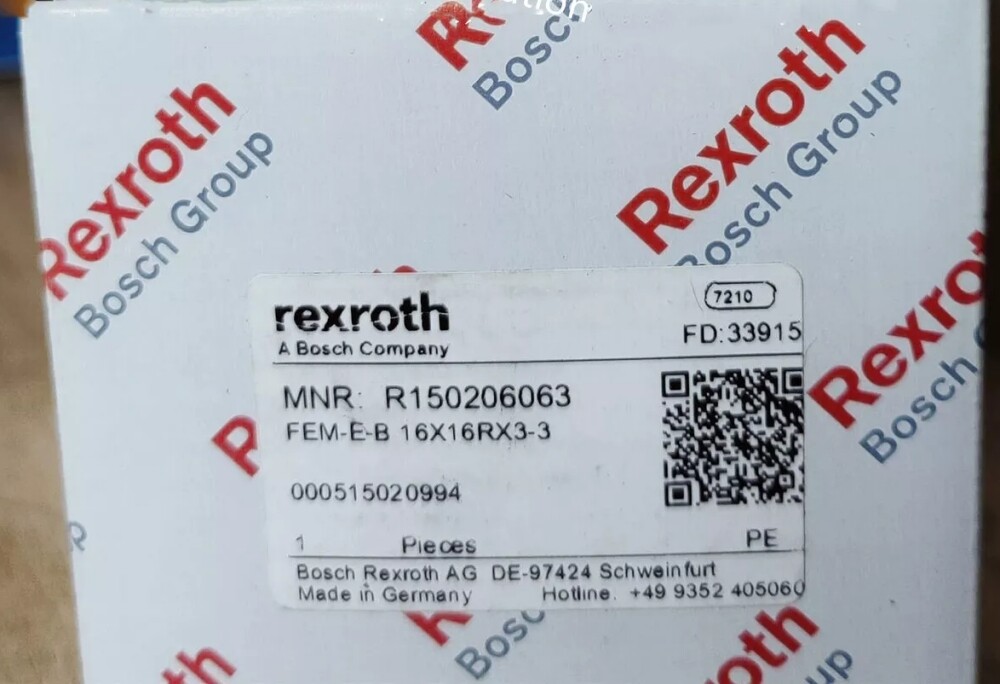 Rexroth
Bosch Group
Bosch
Rexroth
Bosch Group
Rexroth
Bosch
rexroth
A Bosch Company
7210
FD:33915
MNR: R150206063
FEM-E-B 16X16RX3-3
000515020994
1 Pieces PE
Bosch Rexroth AG DE-97424 Schweinfurt
Made in Germany Hotline. +49 9352 405060